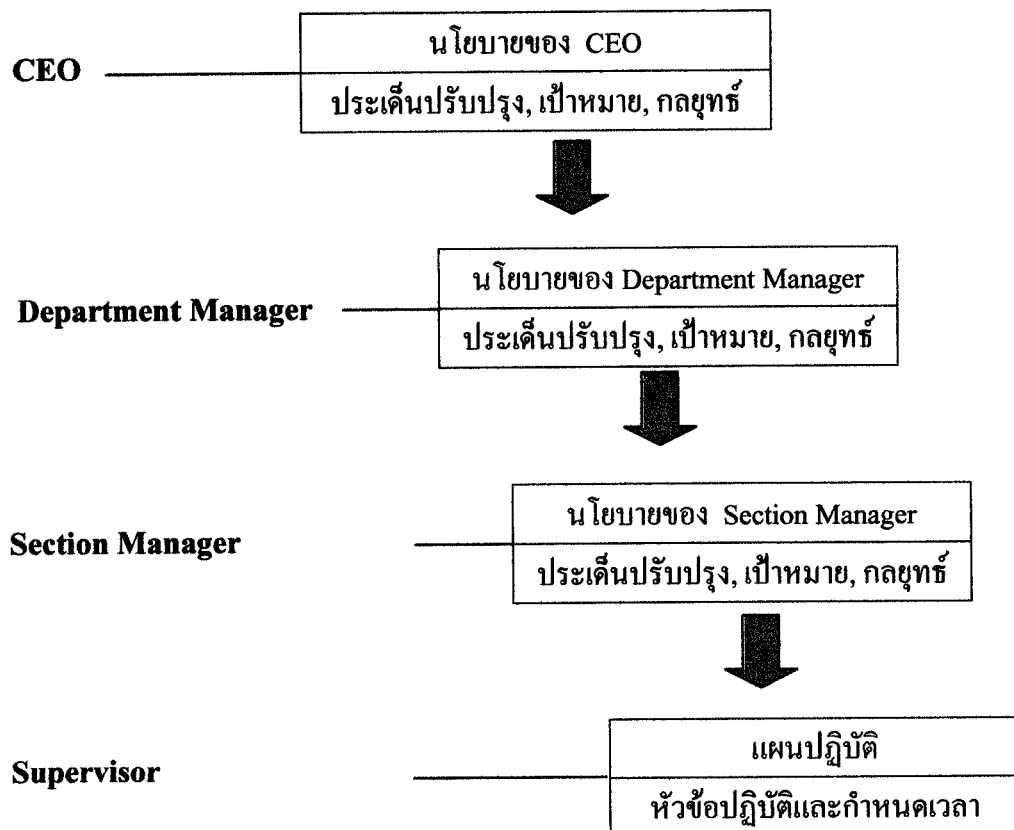 นโยบายของ CEO
CEO
ประเด็นปรับปรุง, เป้าหมาย, กลยุทธ์
นโยบายของ Department Manager
Department Manager
ประเด็นปรับปรุง, เป้าหมาย, กลยุทธ์
นโยบายของ Section Manager
Section Manager
ประเด็นปรับปรุง, เป้าหมาย, กลยุทธ์
แผนปฏิบัติ
Supervisor
หัวข้อปฏิบัติและกำหนดเวลา